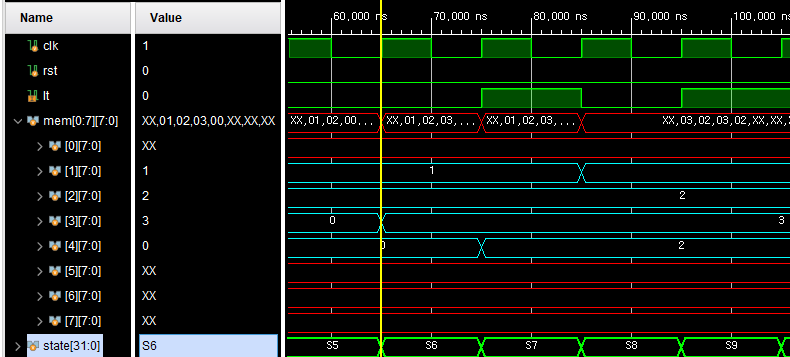 Name Value
60,000 ns 70,000 ns 80,000 ns 90,000 ns 100,000 ns
clk 1
rst 0
lt 0
mem[0:7][7:0] XX,01,02,03,00,XX,XX,XX XX,01,02,00... XX,01,02,03,... XX,01,02,03,... XX,03,02,03,02,XX,XX,X
[0][7:0] XX
[1][7:0] 1 1
[2][7:0] 2 2
[3][7:0] 3 0 3
[4][7:0] 0 0 2
[5][7:0] XX
[6][7:0] XX
[7][7:0] XX
state[31:0] S6 S5 S6 S7 S8 S9